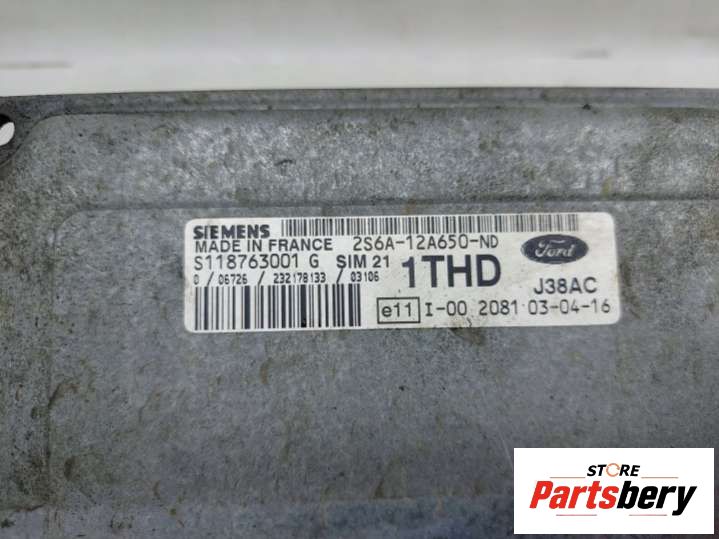 SIEMENS
MADE IN FRANCE 2S6A-12A650-ND
S118763001 G SIM 21 1THD
Ford
J38AC
0 / 06726 / 232178133 / 03106
e11 I-00 2081 03-04-16
STORE
Partsbery